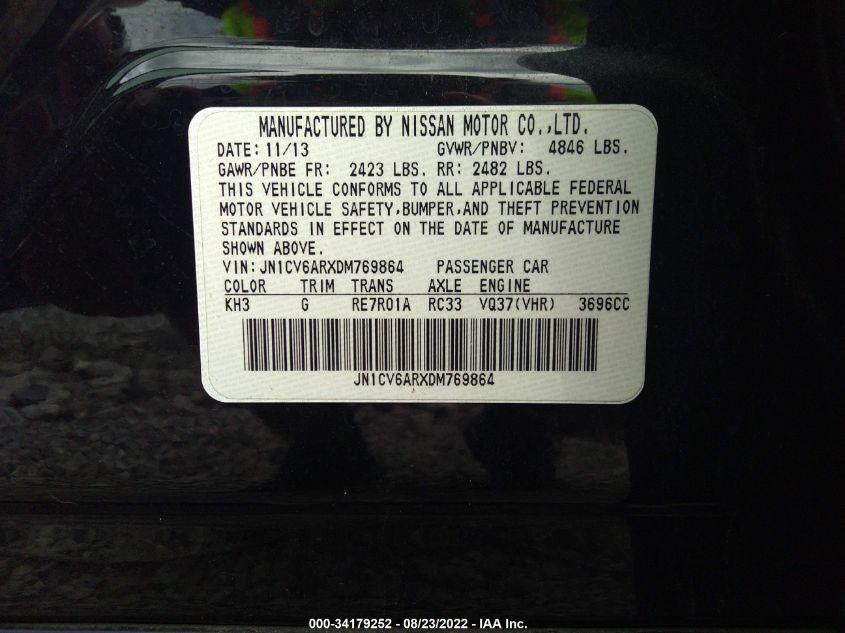 MANUFACTURED BY NISSAN MOTOR CO.,LTD.
DATE: 11/13 GVWR/PNBV: 4846 LBS.
GAWR/PNBE FR: 2423 LBS. RR: 2482 LBS.
THIS VEHICLE CONFORMS TO ALL APPLICABLE FEDERAL
MOTOR VEHICLE SAFETY,BUMPER,AND THEFT PREVENTION
STANDARDS IN EFFECT ON THE DATE OF MANUFACTURE
SHOWN ABOVE.
VIN: JN1CV6ARXDM769864 PASSENGER CAR
COLOR TRIM TRANS AXLE ENGINE
KH3 G RE7R01A RC33 VQ37(VHR) 3696CC
JN1CV6ARXDM769864
000-34179252 - 08/23/2022 - IAA Inc.